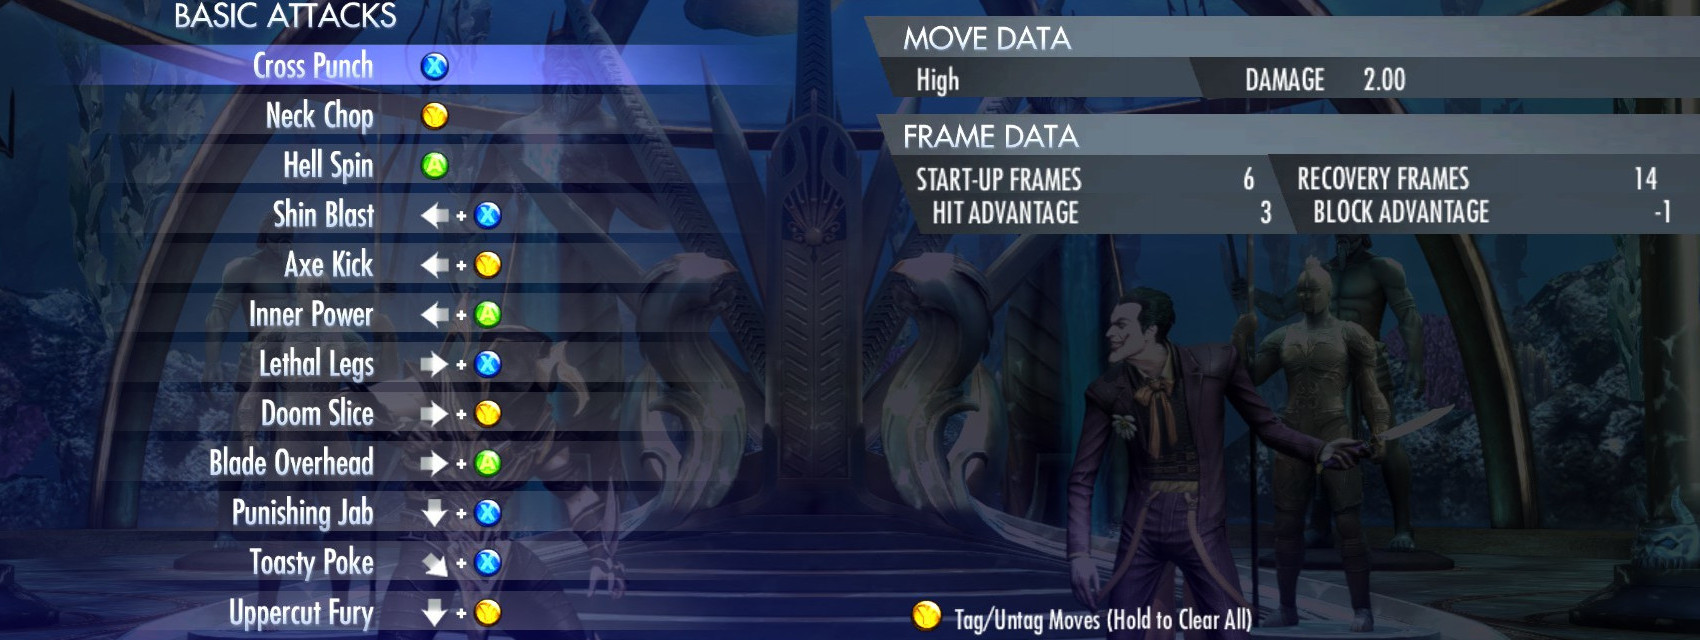 BASIC ATTACKS
Cross Punch X
Neck Chop Y
Hell Spin A
Shin Blast + X
Axe Kick + Y
Inner Power + A
Lethal Legs + X
Doom Slice + Y
Blade Overhead + A
Punishing Jab + X
Toasty Poke + X
Uppercut Fury + Y
MOVE DATA
High DAMAGE 2.00
FRAME DATA
START-UP FRAMES 6 RECOVERY FRAMES 14
HIT ADVANTAGE 3 BLOCK ADVANTAGE -1
Y Tag/Untag Moves (Hold to Clear All)